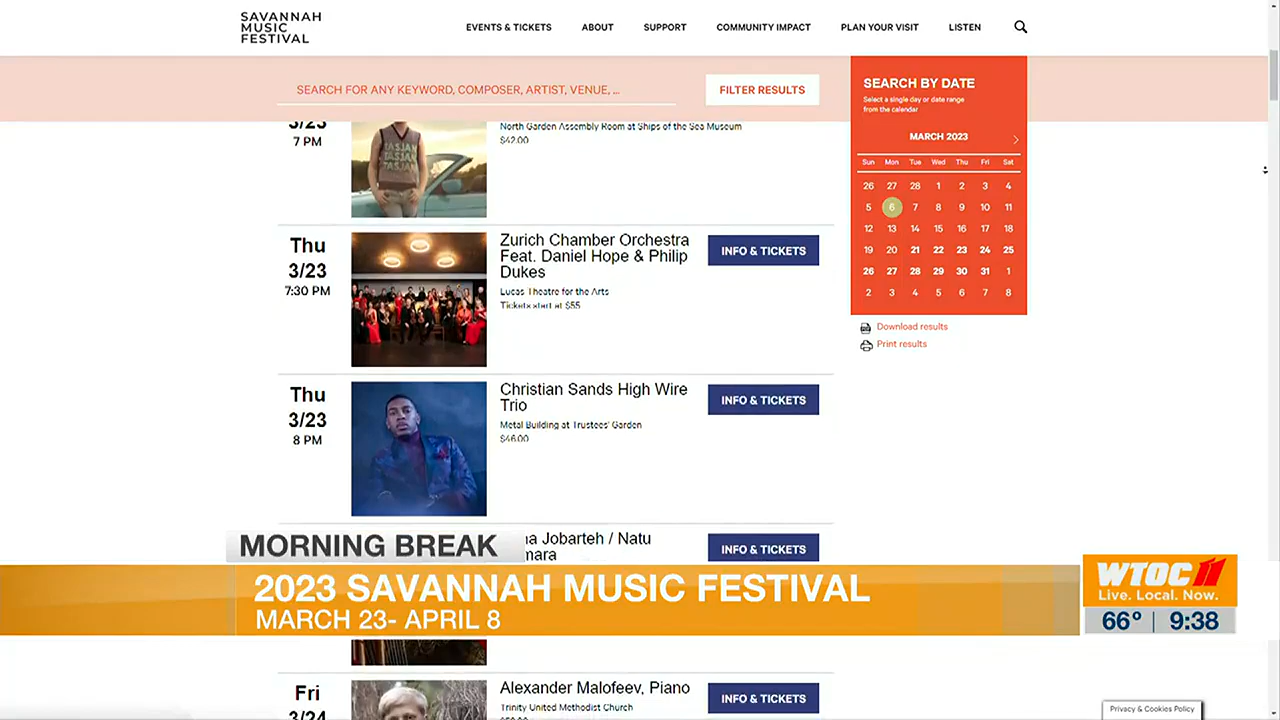 SAVANNAH
MUSIC
FESTIVAL
EVENTS & TICKETS
ABOUT
SUPPORT
COMMUNITY IMPACT
PLAN YOUR VISIT
LISTEN
SEARCH FOR ANY KEYWORD, COMPOSER, ARTIST, VENUE, ...
FILTER RESULTS
SEARCH BY DATE
Select a single day or date range
from the calendar
MARCH 2023
Sun Mon Tue Wed Thu Fri Sat
26 27 28 1 2 3 4
5 6 7 8 9 10 11
12 13 14 15 16 17 18
19 20 21 22 23 24 25
26 27 28 29 30 31 1
2 3 4 5 6 7 8
Download results
Print results
3/23
7 PM
TASJAN
TASJAN
TASJAN
North Garden Assembly Room at Ships of the Sea Museum
$42.00
Thu
3/23
7:30 PM
Zurich Chamber Orchestra
Feat. Daniel Hope & Philip
Dukes
Lucas Theatre for the Arts
Tickets start at $55
INFO & TICKETS
Thu
3/23
8 PM
Christian Sands High Wire
Trio
Metal Building at Trustees' Garden
$46.00
INFO & TICKETS
Jobarteh / Natu
INFO & TICKETS
MORNING BREAK
2023 SAVANNAH MUSIC FESTIVAL
MARCH 23- APRIL 8
WTOC 11
Live. Local. Now.
66° | 9:38
Fri
3/24
Alexander Malofeev, Piano
Trinity United Methodist Church
INFO & TICKETS
Privacy & Cookies Policy